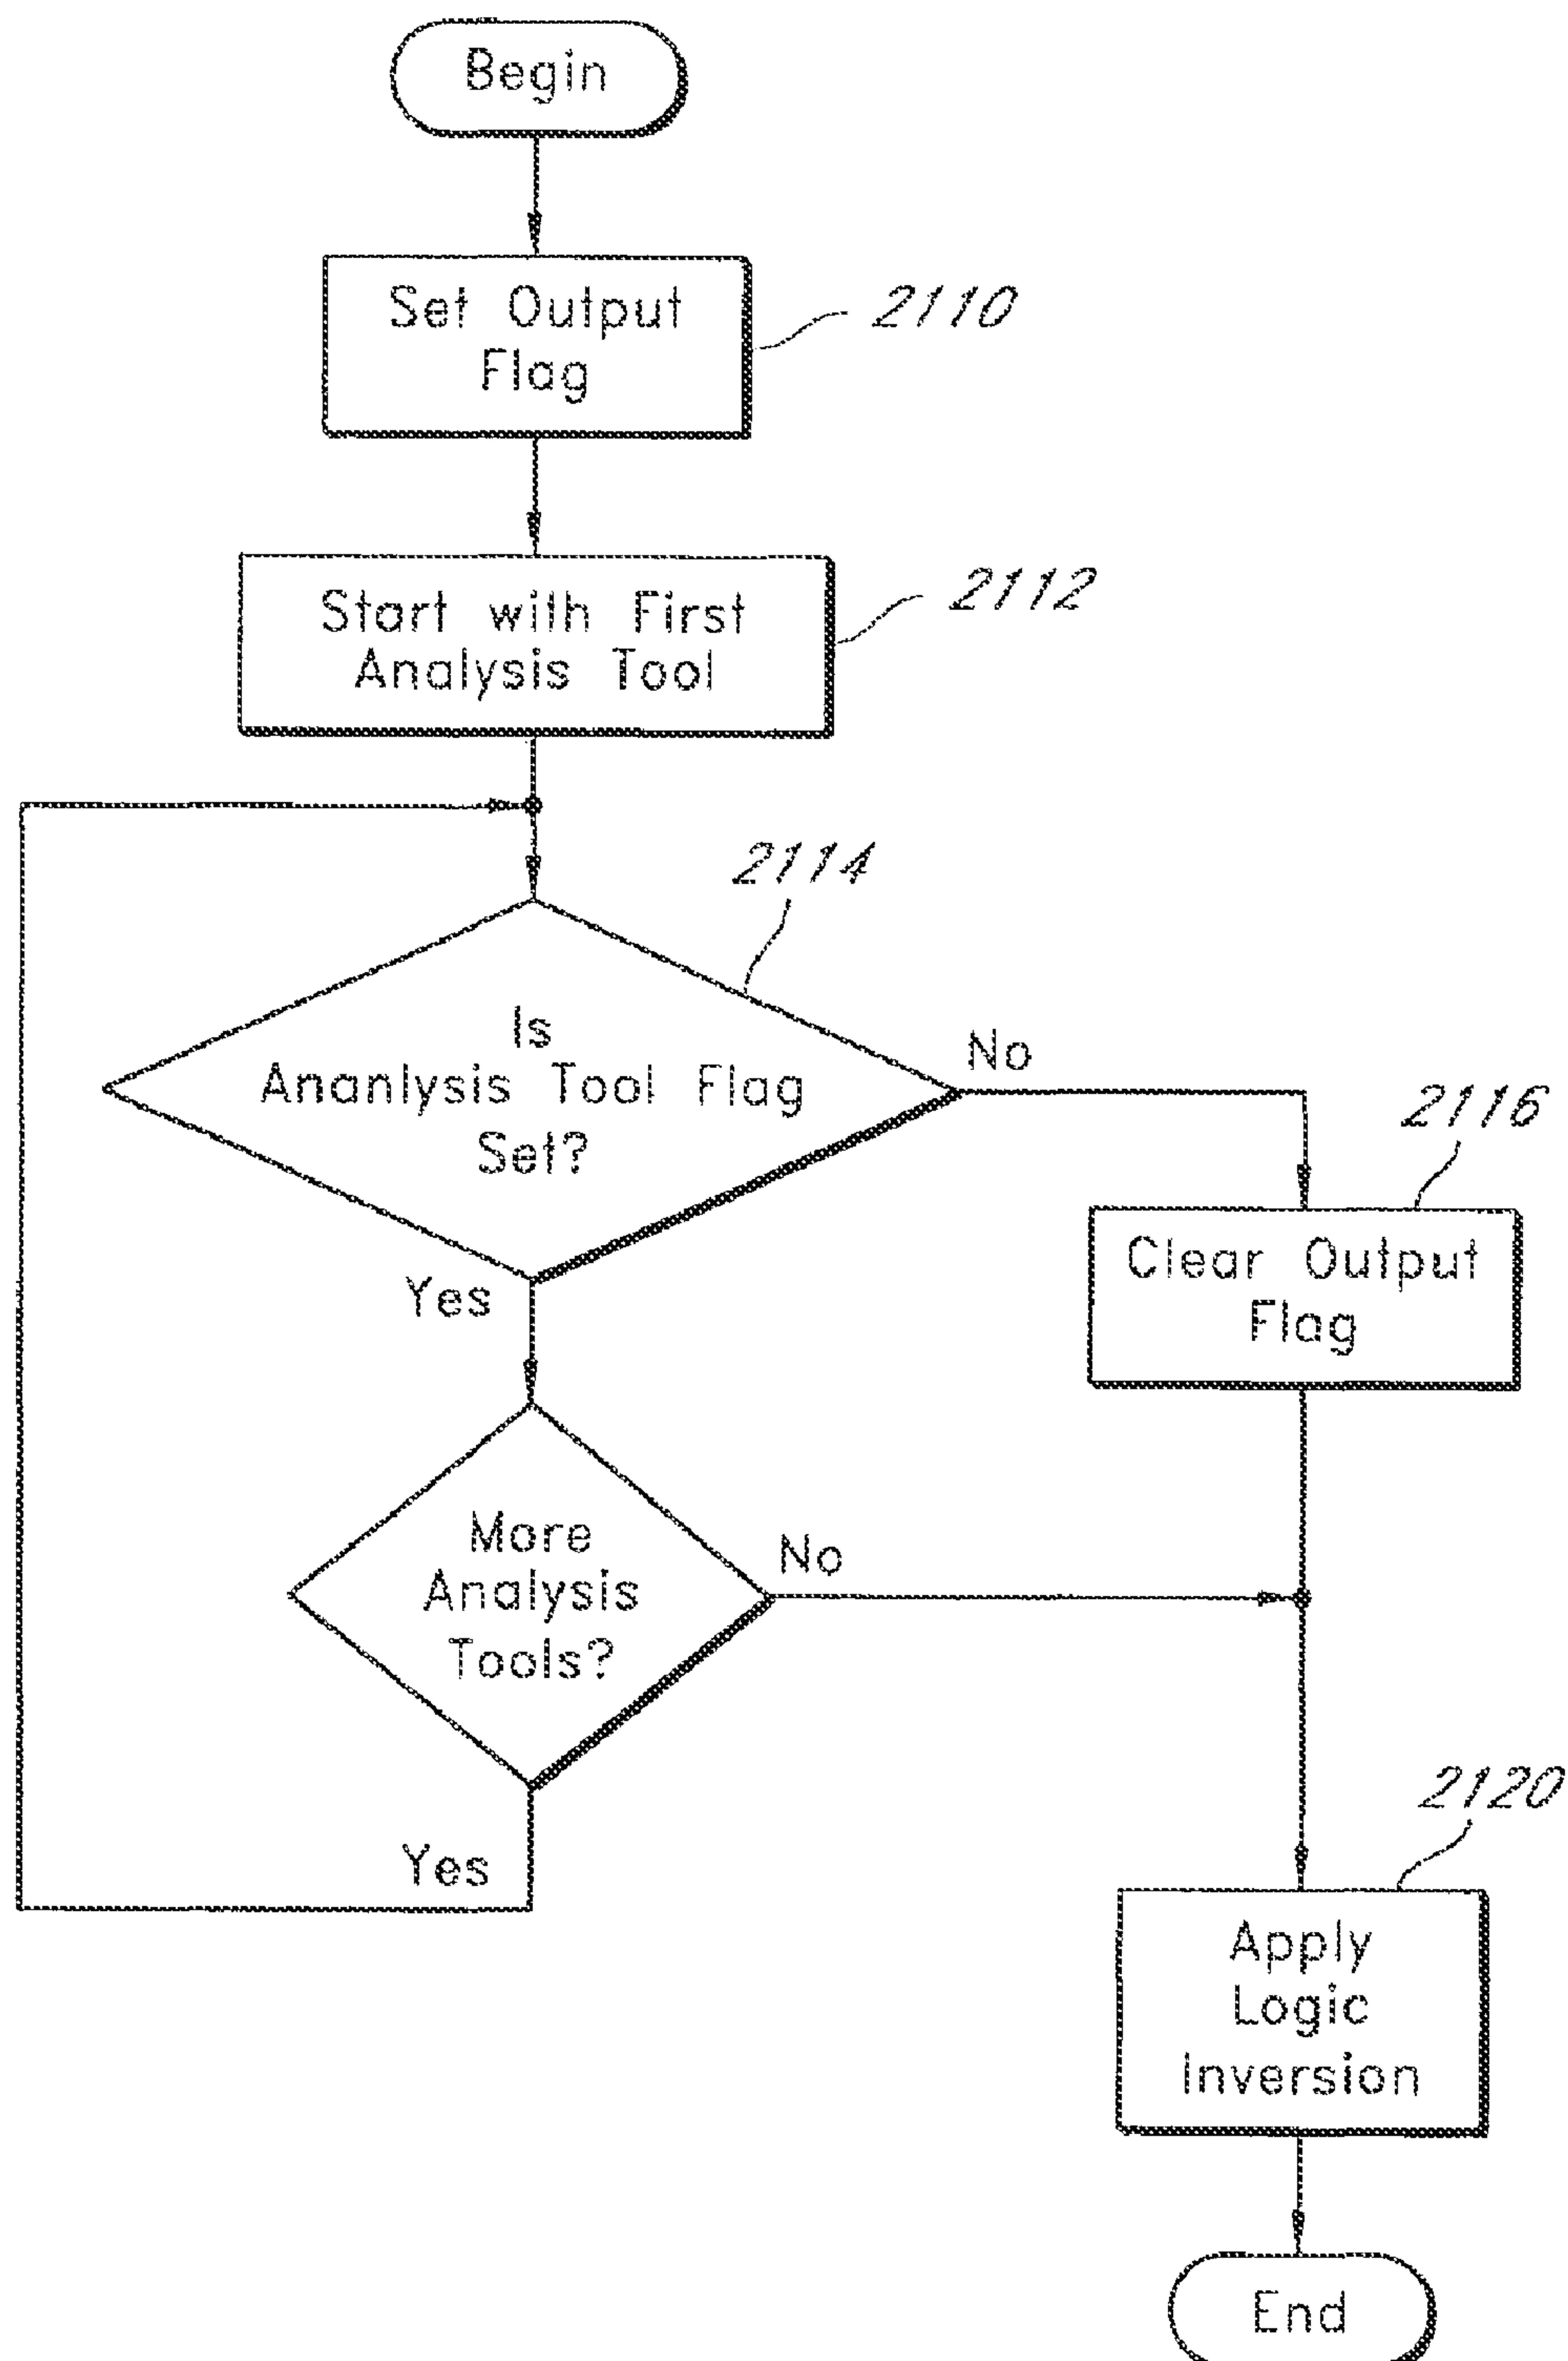 Begin
Set Output
Flag
2110
Start with First
Analysis Tool
2112
2114
Is
Ananlysis Tool Flag
Set?
No
Yes
2116
Clear Output
Flag
More
Analysis
Tools?
No
Yes
2120
Apply
Logic
Inversion
End